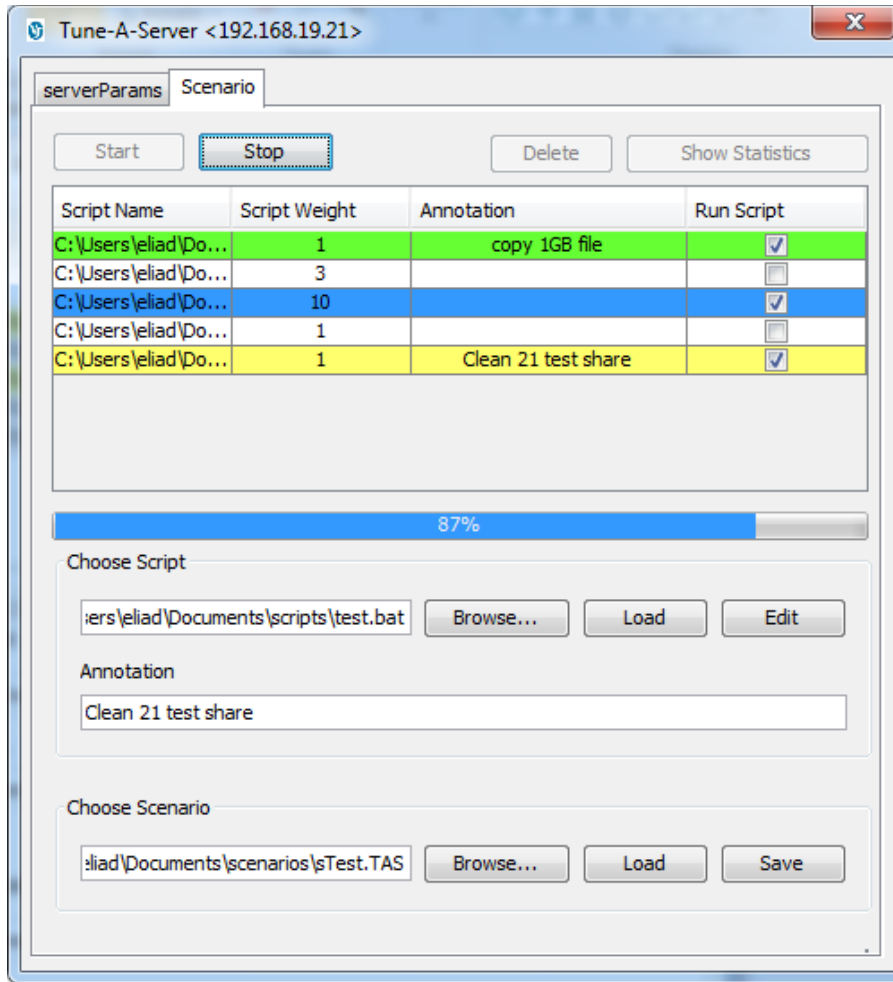 Tune-A-Server <192.168.19.21>
serverParams Scenario
Start Stop Delete Show Statistics
Script Name Script Weight Annotation Run Script
C:\Users\eliad\Do... 1 copy 1GB file
C:\Users\eliad\Do... 3
C:\Users\eliad\Do... 10
C:\Users\eliad\Do... 1
C:\Users\eliad\Do... 1 Clean 21 test share
87%
Choose Script
sers\eliad\Documents\scripts\test.bat Browse... Load Edit
Annotation
Clean 21 test share
Choose Scenario
eliad\Documents\scenarios\sTest.TAS Browse... Load Save